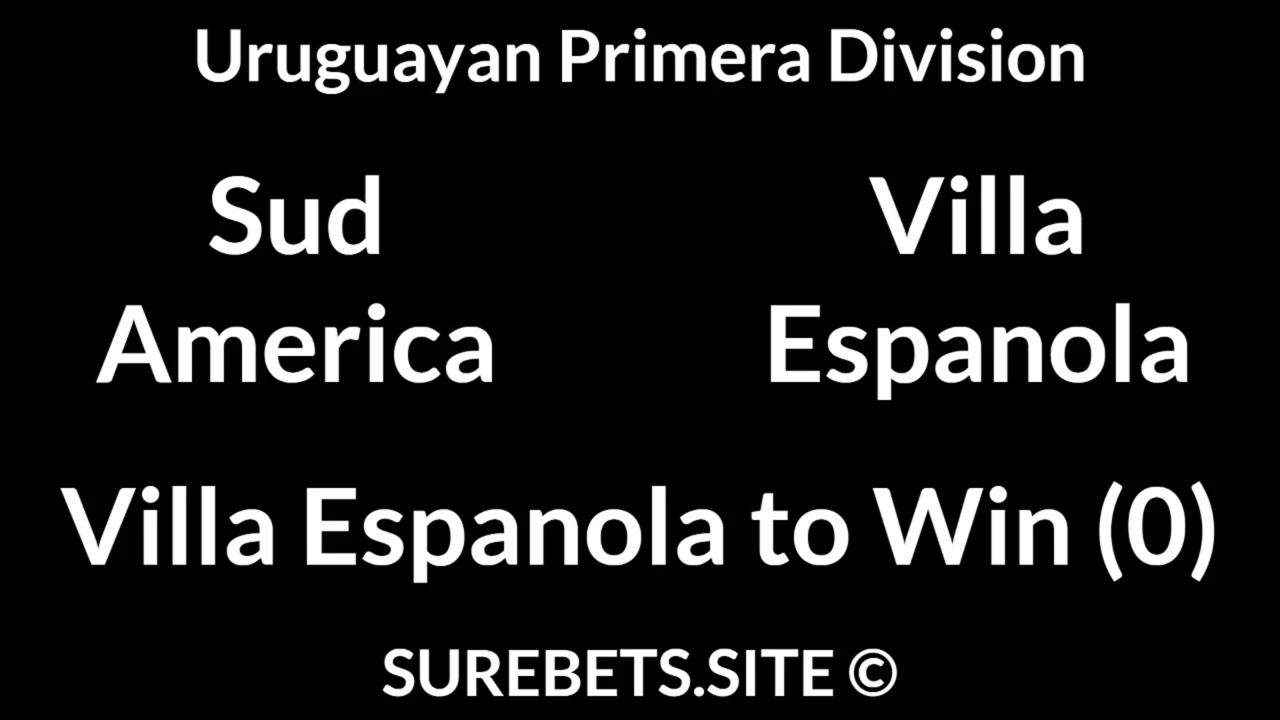 Uruguayan Primera Division
Sud America
Villa Espanola
Villa Espanola to Win (0)
SUREBETS.SITE ©